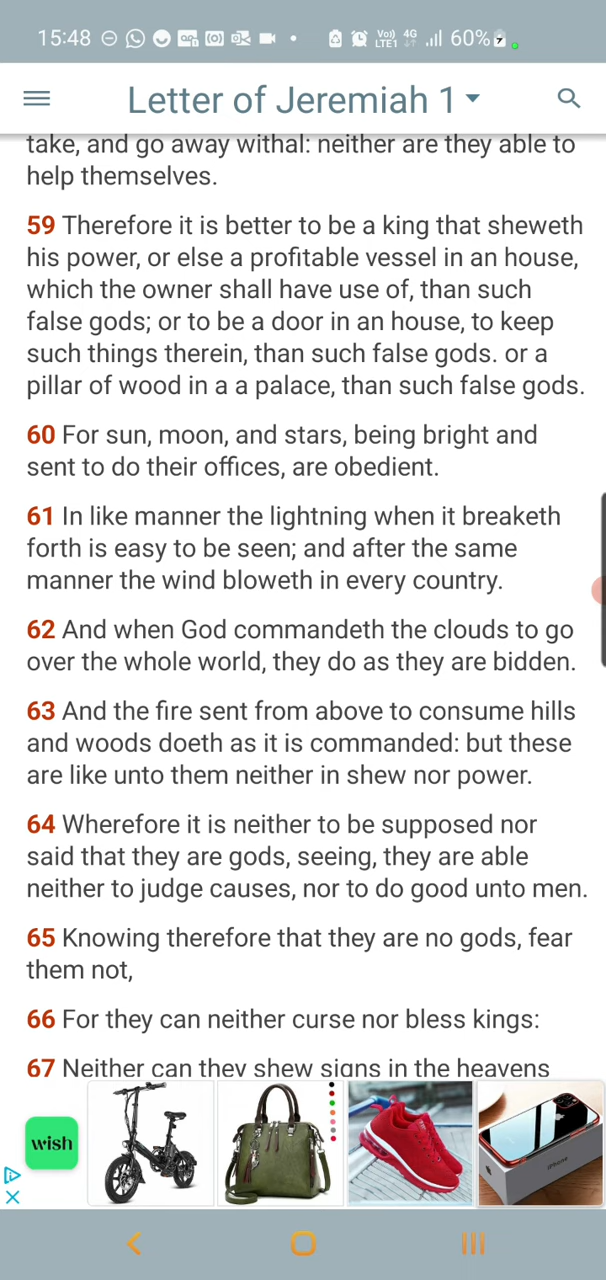 15:48
Vo))
LTE1
4G
60%
Letter of Jeremiah 1
take, and go away withal: neither are they able to
help themselves.
59 Therefore it is better to be a king that sheweth
his power, or else a profitable vessel in an house,
which the owner shall have use of, than such
false gods; or to be a door in an house, to keep
such things therein, than such false gods. or a
pillar of wood in a a palace, than such false gods.
60 For sun, moon, and stars, being bright and
sent to do their offices, are obedient.
61 In like manner the lightning when it breaketh
forth is easy to be seen; and after the same
manner the wind bloweth in every country.
62 And when God commandeth the clouds to go
over the whole world, they do as they are bidden.
63 And the fire sent from above to consume hills
and woods doeth as it is commanded: but these
are like unto them neither in shew nor power.
64 Wherefore it is neither to be supposed nor
said that they are gods, seeing, they are able
neither to judge causes, nor to do good unto men.
65 Knowing therefore that they are no gods, fear
them not,
66 For they can neither curse nor bless kings:
67 Neither can they shew signs in the heavens
wish
iPhone